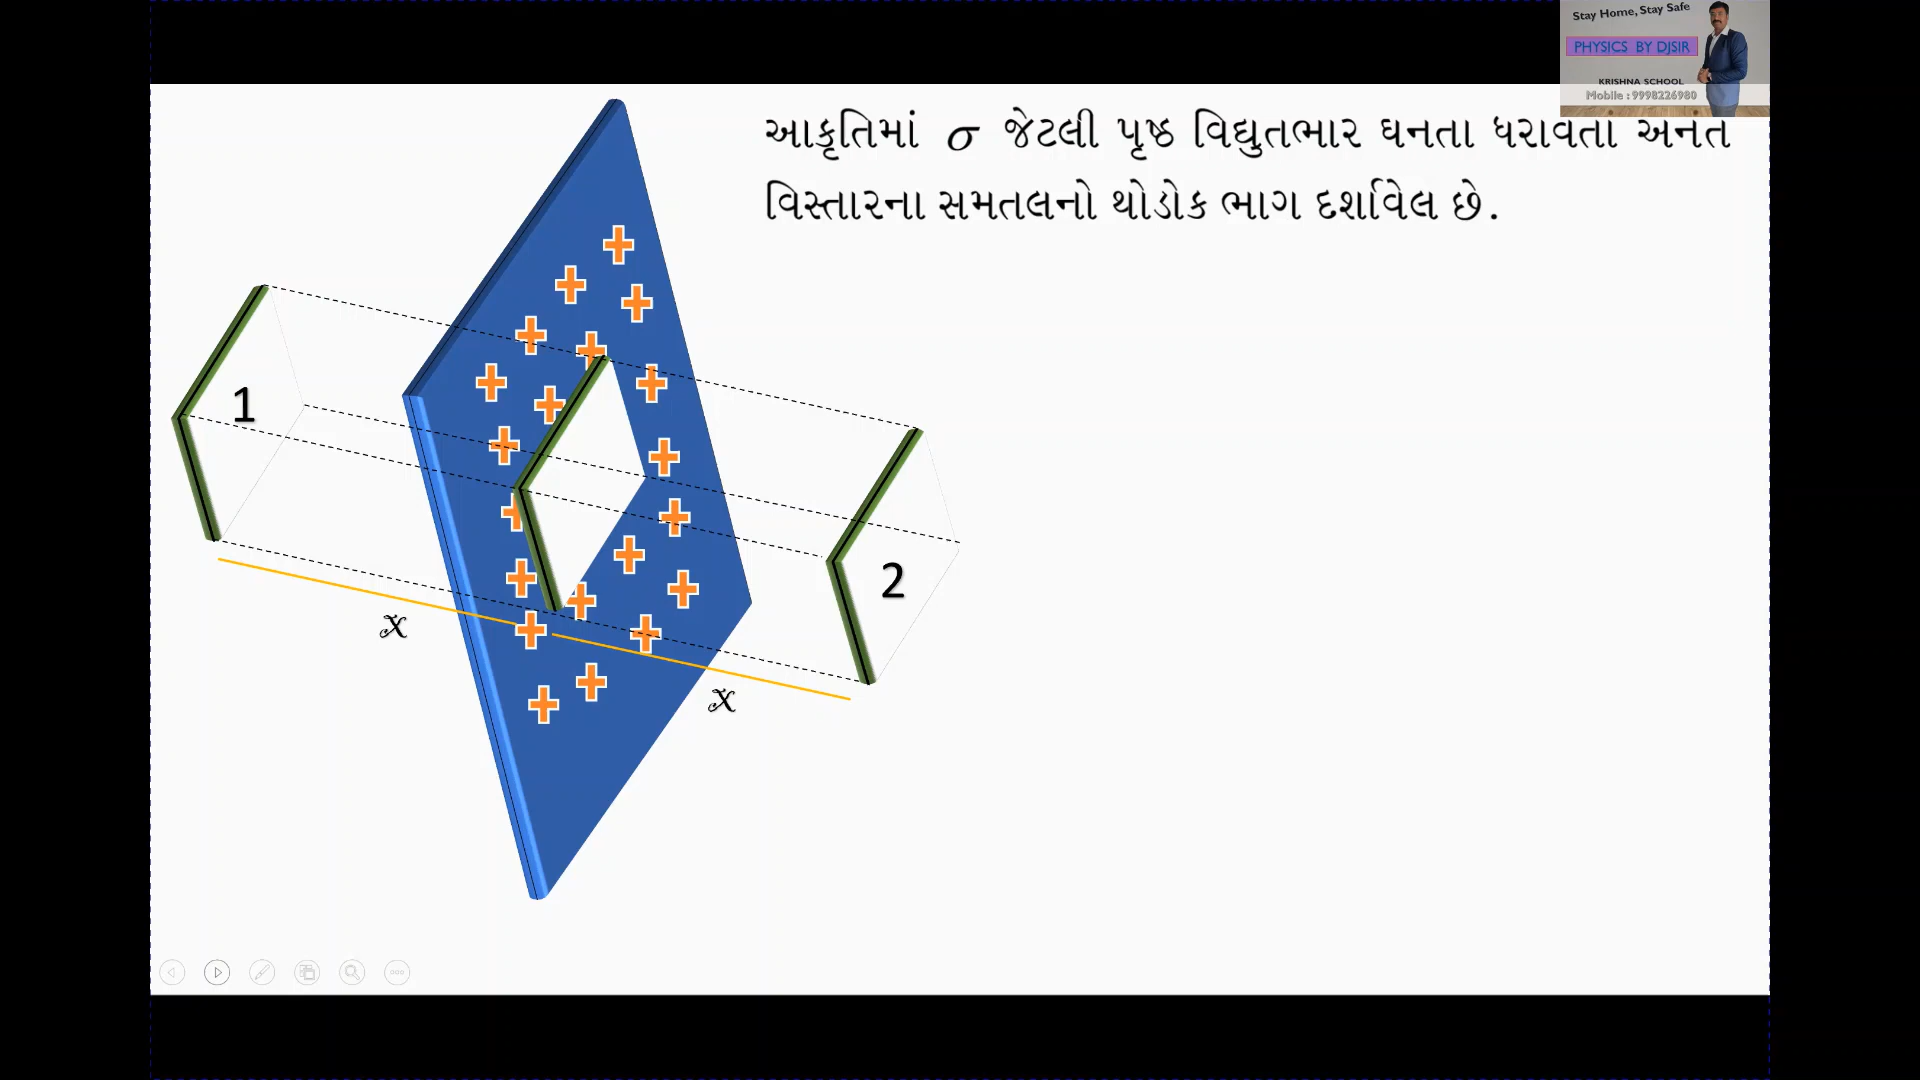 Stay Home, Stay Safe
PHYSICS BY DJSIR
KRISHNA SCHOOL
Mobile : 9998226980
આકૃતિમાં σ જેટલી પૃષ્ઠ વિદ્યુતભાર ઘનતા ધરાવતા અનંત
વિસ્તારના સમતલનો થોડોક ભાગ દર્શાવેલ છે.
1
2
x
x